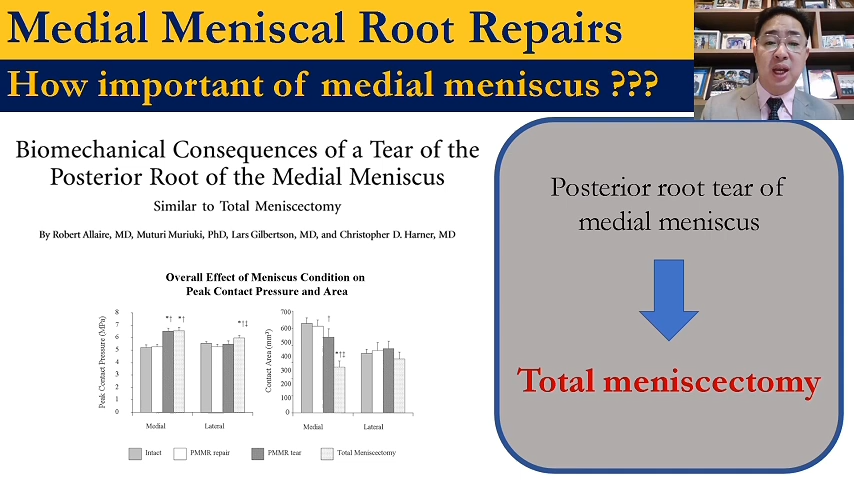 Medial Meniscal Root Repairs
How important of medial meniscus ???
Biomechanical Consequences of a Tear of the
Posterior Root of the Medial Meniscus
Similar to Total Meniscectomy
By Robert Allaire, MD, Muturi Muriuki, PhD, Lars Gilbertson, MD, and Christopher D. Harner, MD
Overall Effect of Meniscus Condition on
Peak Contact Pressure and Area
Peak Contact Pressure (MPa)
8
7
6
5
4
3
2
1
0
*† *†
*†‡
Medial
Lateral
Contact Area (mm²)
700
600
500
400
300
200
100
0
†
*†‡
Medial
Lateral
Intact
PMMR repair
PMMR tear
Total Meniscectomy
Posterior root tear of
medial meniscus
Total meniscectomy